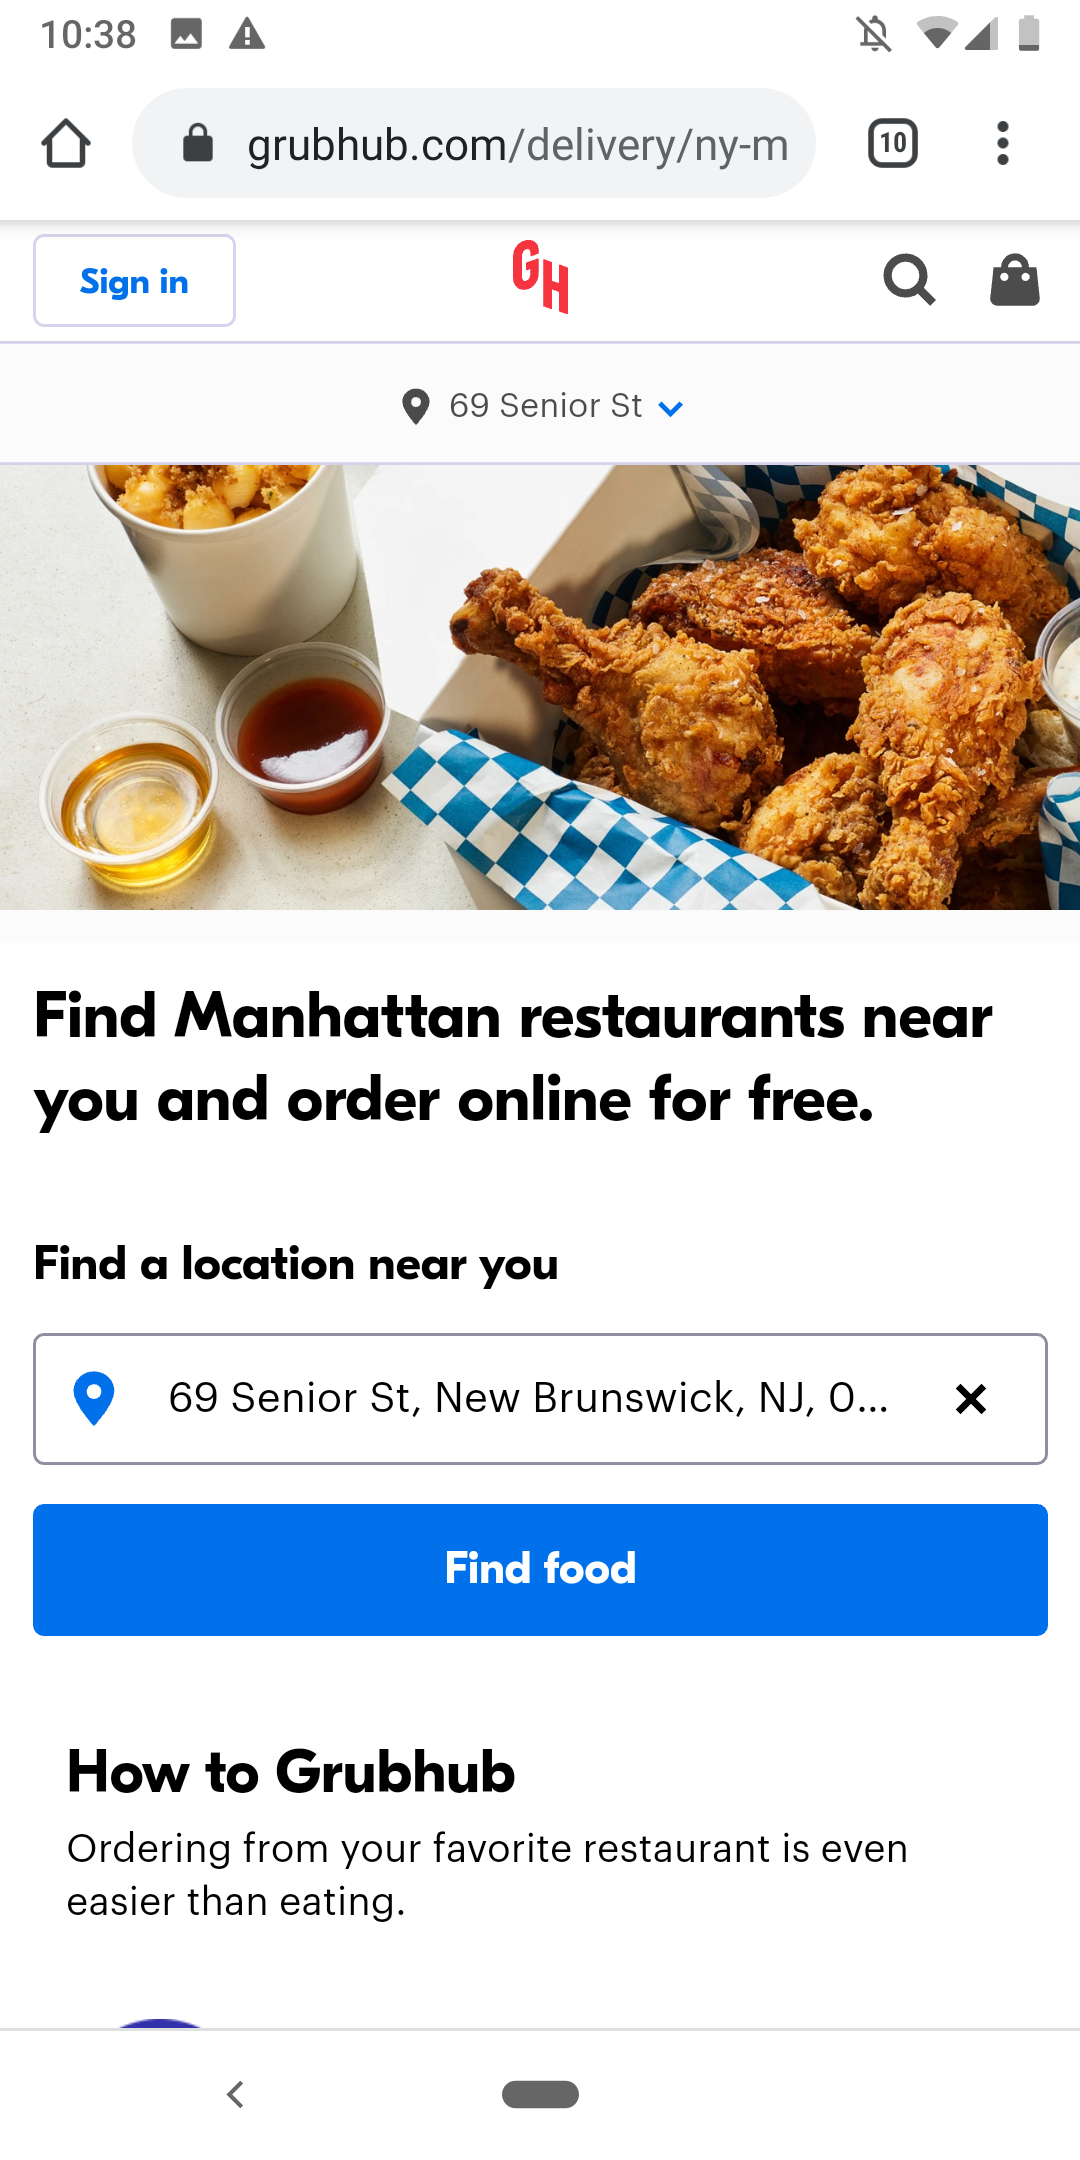 10:38
grubhub.com/delivery/ny-m
10
Sign in
GH
69 Senior St
Find Manhattan restaurants near
you and order online for free.
Find a location near you
69 Senior St, New Brunswick, NJ, 0...
Find food
How to Grubhub
Ordering from your favorite restaurant is even
easier than eating.